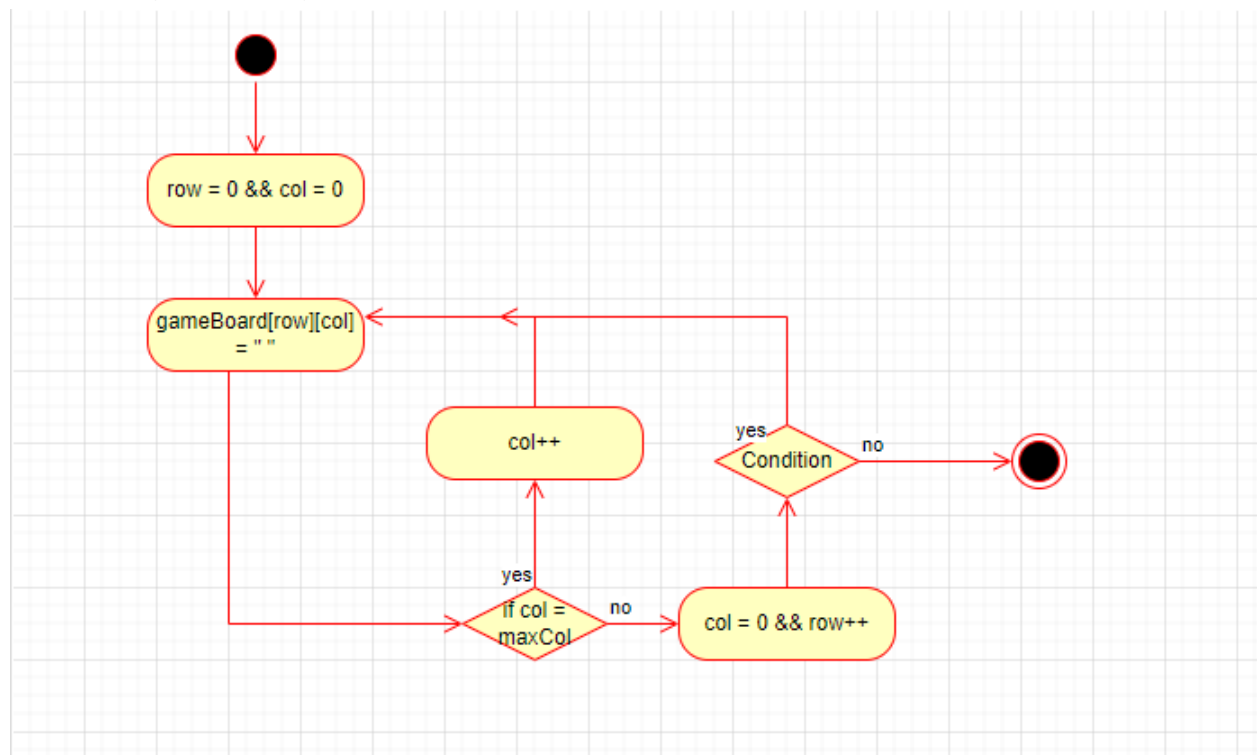 row = 0 && col = 0
gameBoard[row][col]
= " "
col++
yes
Condition
no
yes
if col =
maxCol
no
col = 0 && row++